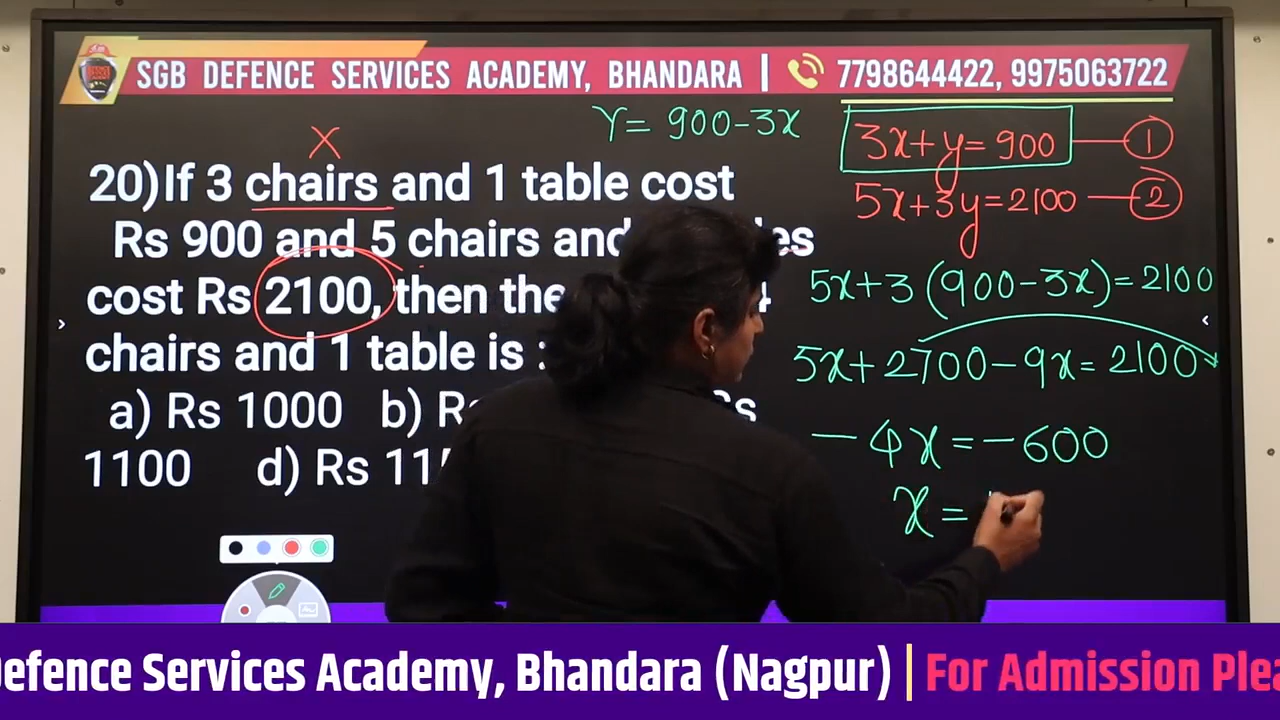 SGB DEFENCE SERVICES ACADEMY, BHANDARA | 7798644422, 9975063722
Y = 900-3x
3x+y=900 1
5x+3y=2100 2
X
20)If 3 chairs and 1 table cost
Rs 900 and 5 chairs and
cost Rs 2100, then the 4
chairs and 1 table is :
a) Rs 1000 b)
1100 d) Rs
5x+3(900-3x)=2100
5x+2700-9x=2100
-4x=-600
x=
Defence Services Academy, Bhandara (Nagpur) | For Admission